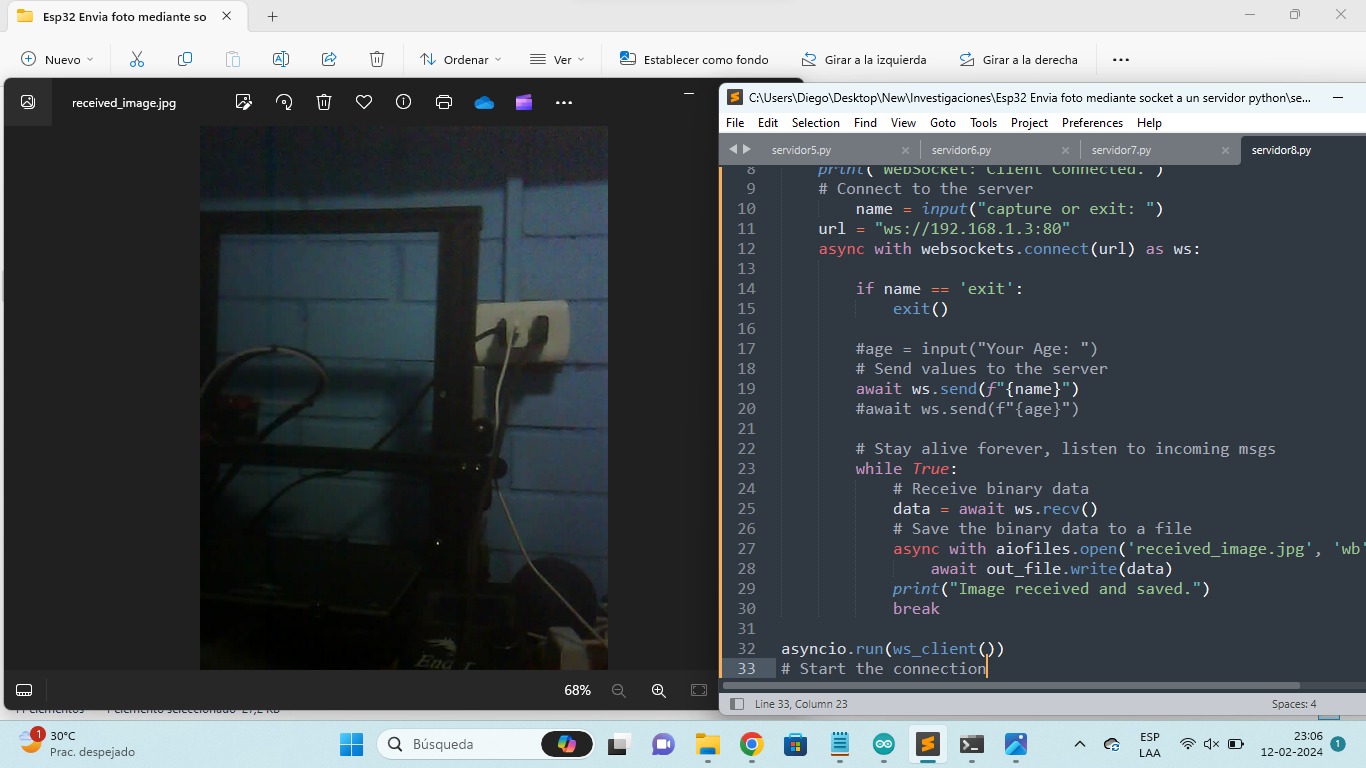 Esp32 Envia foto mediante so
Nuevo
Ordenar
Ver
Establecer como fondo
Girar a la izquierda
Girar a la derecha
received_image.jpg
68%
C:\Users\Diego\Desktop\New\Investigaciones\Esp32 Envia foto mediante socket a un servidor python\se...
File Edit Selection Find View Goto Tools Project Preferences Help
servidor5.py servidor6.py servidor7.py servidor8.py
8 print("WebSocket: Client Connected.")
9 # Connect to the server
10 name = input("capture or exit: ")
11 url = "ws://192.168.1.3:80"
12 async with websockets.connect(url) as ws:
13
14 if name == 'exit':
15 exit()
16
17 #age = input("Your Age: ")
18 # Send values to the server
19 await ws.send(f"{name}")
20 #await ws.send(f"{age}")
21
22 # Stay alive forever, listen to incoming msgs
23 while True:
24 # Receive binary data
25 data = await ws.recv()
26 # Save the binary data to a file
27 async with aiofiles.open('received_image.jpg', 'wb'
28 await out_file.write(data)
29 print("Image received and saved.")
30 break
31
32 asyncio.run(ws_client())
33 # Start the connection
Line 33, Column 23
Spaces: 4
1
30°C
Prac. despejado
Búsqueda
ESP
LAA
23:06
12-02-2024
1